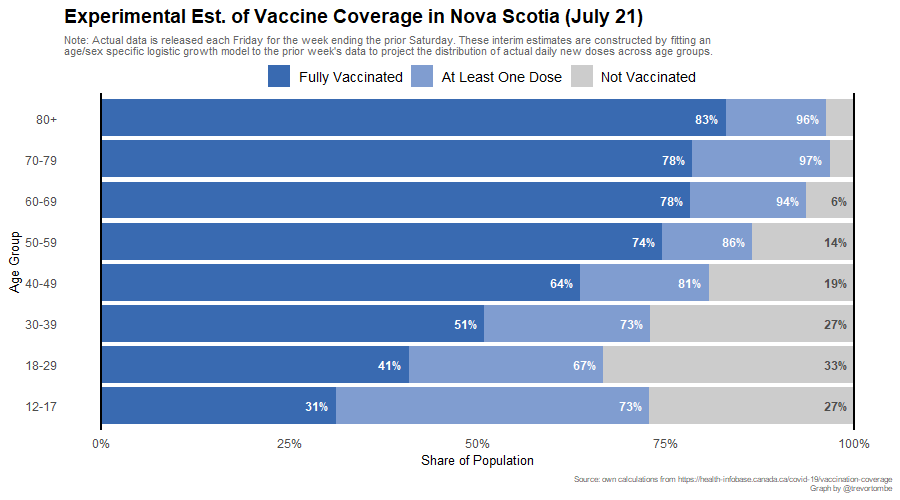 Experimental Est. of Vaccine Coverage in Nova Scotia (July 21)
Note: Actual data is released each Friday for the week ending the prior Saturday. These interim estimates are constructed by fitting an
age/sex specific logistic growth model to the prior week's data to project the distribution of actual daily new doses across age groups.
Fully Vaccinated At Least One Dose Not Vaccinated
80+ 83% 96%
70-79 78% 97%
60-69 78% 94% 6%
50-59 74% 86% 14%
40-49 64% 81% 19%
30-39 51% 73% 27%
18-29 41% 67% 33%
12-17 31% 73% 27%
Age Group
0% 25% 50% 75% 100%
Share of Population
Source: own calculations from https://health-infobase.canada.ca/covid-19/vaccination-coverage
Graph by @trevortombe